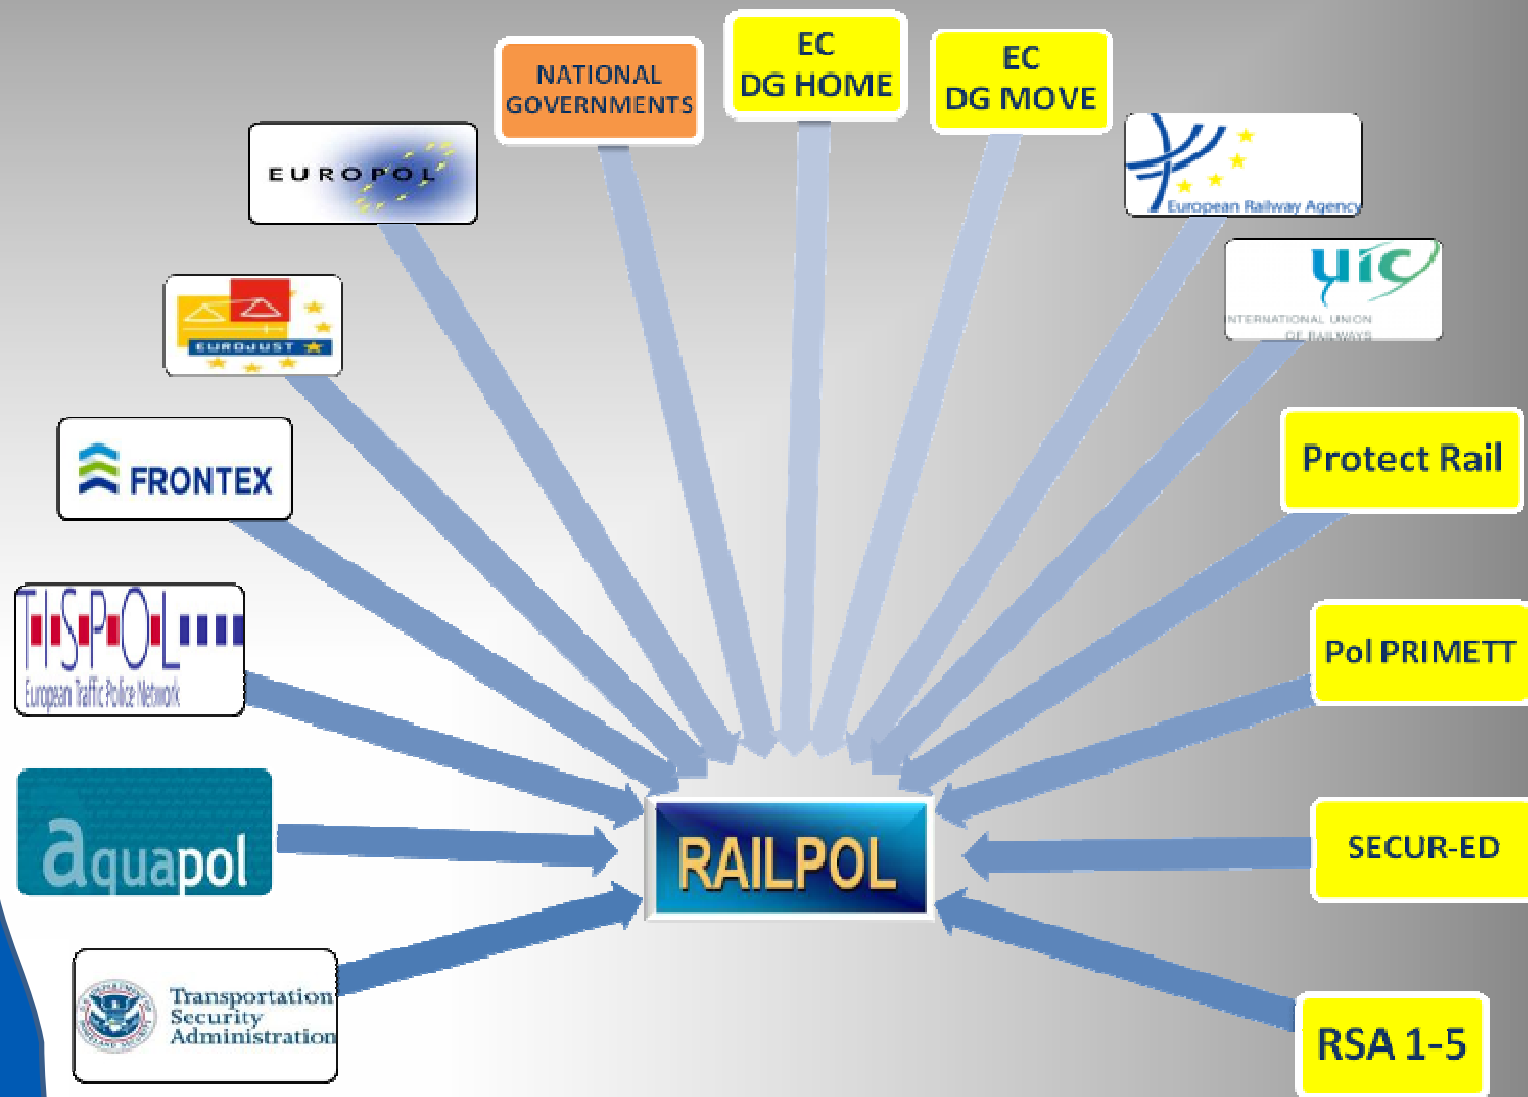 NATIONAL
GOVERNMENTS
EC
DG HOME
EC
DG MOVE
EUROPOL
European Railway Agency
uic
INTERNATIONAL UNION
OF RAILWAYS
EUROJUST
FRONTEX
Protect Rail
TISPOL
European Traffic Police Network
Pol PRIMETT
aquapol
RAILPOL
SECUR-ED
Transportation
Security
Administration
RSA 1-5